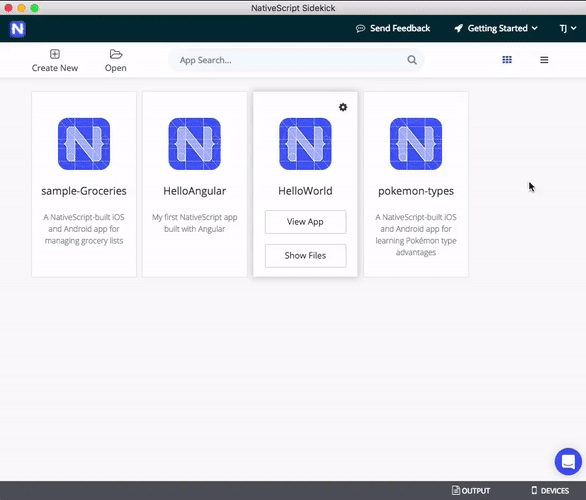 NativeScript Sidekick
N
Send Feedback
Getting Started
TJ
Create New
Open
App Search...
N
sample-Groceries
A NativeScript-built iOS
and Android app for
managing grocery lists
N
HelloAngular
My first NativeScript app
built with Angular
N
HelloWorld
View App
Show Files
N
pokemon-types
A NativeScript-built iOS
and Android app for
learning Pokémon type
advantages
OUTPUT
DEVICES